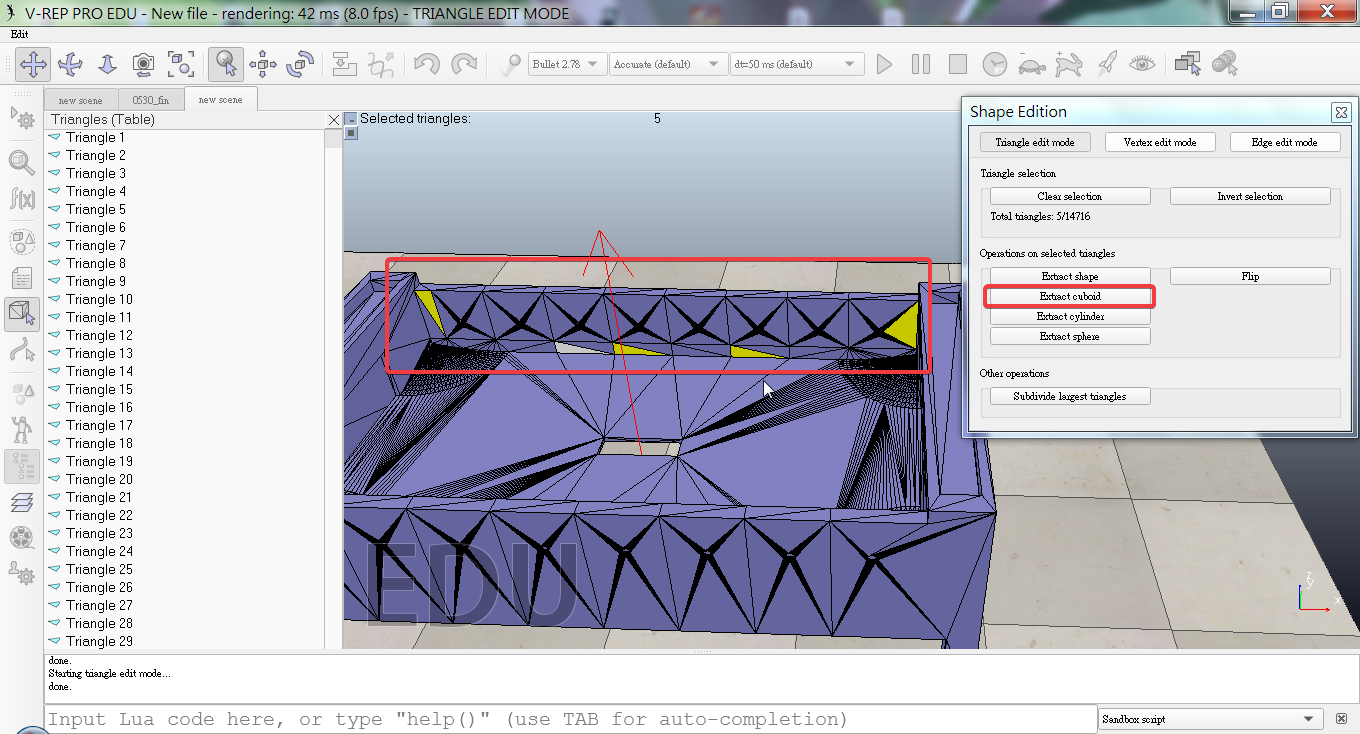 V-REP PRO EDU - New file - rendering: 42 ms (8.0 fps) - TRIANGLE EDIT MODE
Edit
Bullet 2.78
Accurate (default)
dt=50 ms (default)
new scene
0530_fin
new scene
Triangles (Table)
Triangle 1
Triangle 2
Triangle 3
Triangle 4
Triangle 5
Triangle 6
Triangle 7
Triangle 8
Triangle 9
Triangle 10
Triangle 11
Triangle 12
Triangle 13
Triangle 14
Triangle 15
Triangle 16
Triangle 17
Triangle 18
Triangle 19
Triangle 20
Triangle 21
Triangle 22
Triangle 23
Triangle 24
Triangle 25
Triangle 26
Triangle 27
Triangle 28
Triangle 29
Selected triangles: 5
EDU
z
y
x
Shape Edition
Triangle edit mode
Vertex edit mode
Edge edit mode
Triangle selection
Clear selection
Invert selection
Total triangles: 5/14716
Operations on selected triangles
Extract shape
Flip
Extract cuboid
Extract cylinder
Extract sphere
Other operations
Subdivide largest triangles
done.
Starting triangle edit mode...
done.
Input Lua code here, or type "help()" (use TAB for auto-completion)
Sandbox script